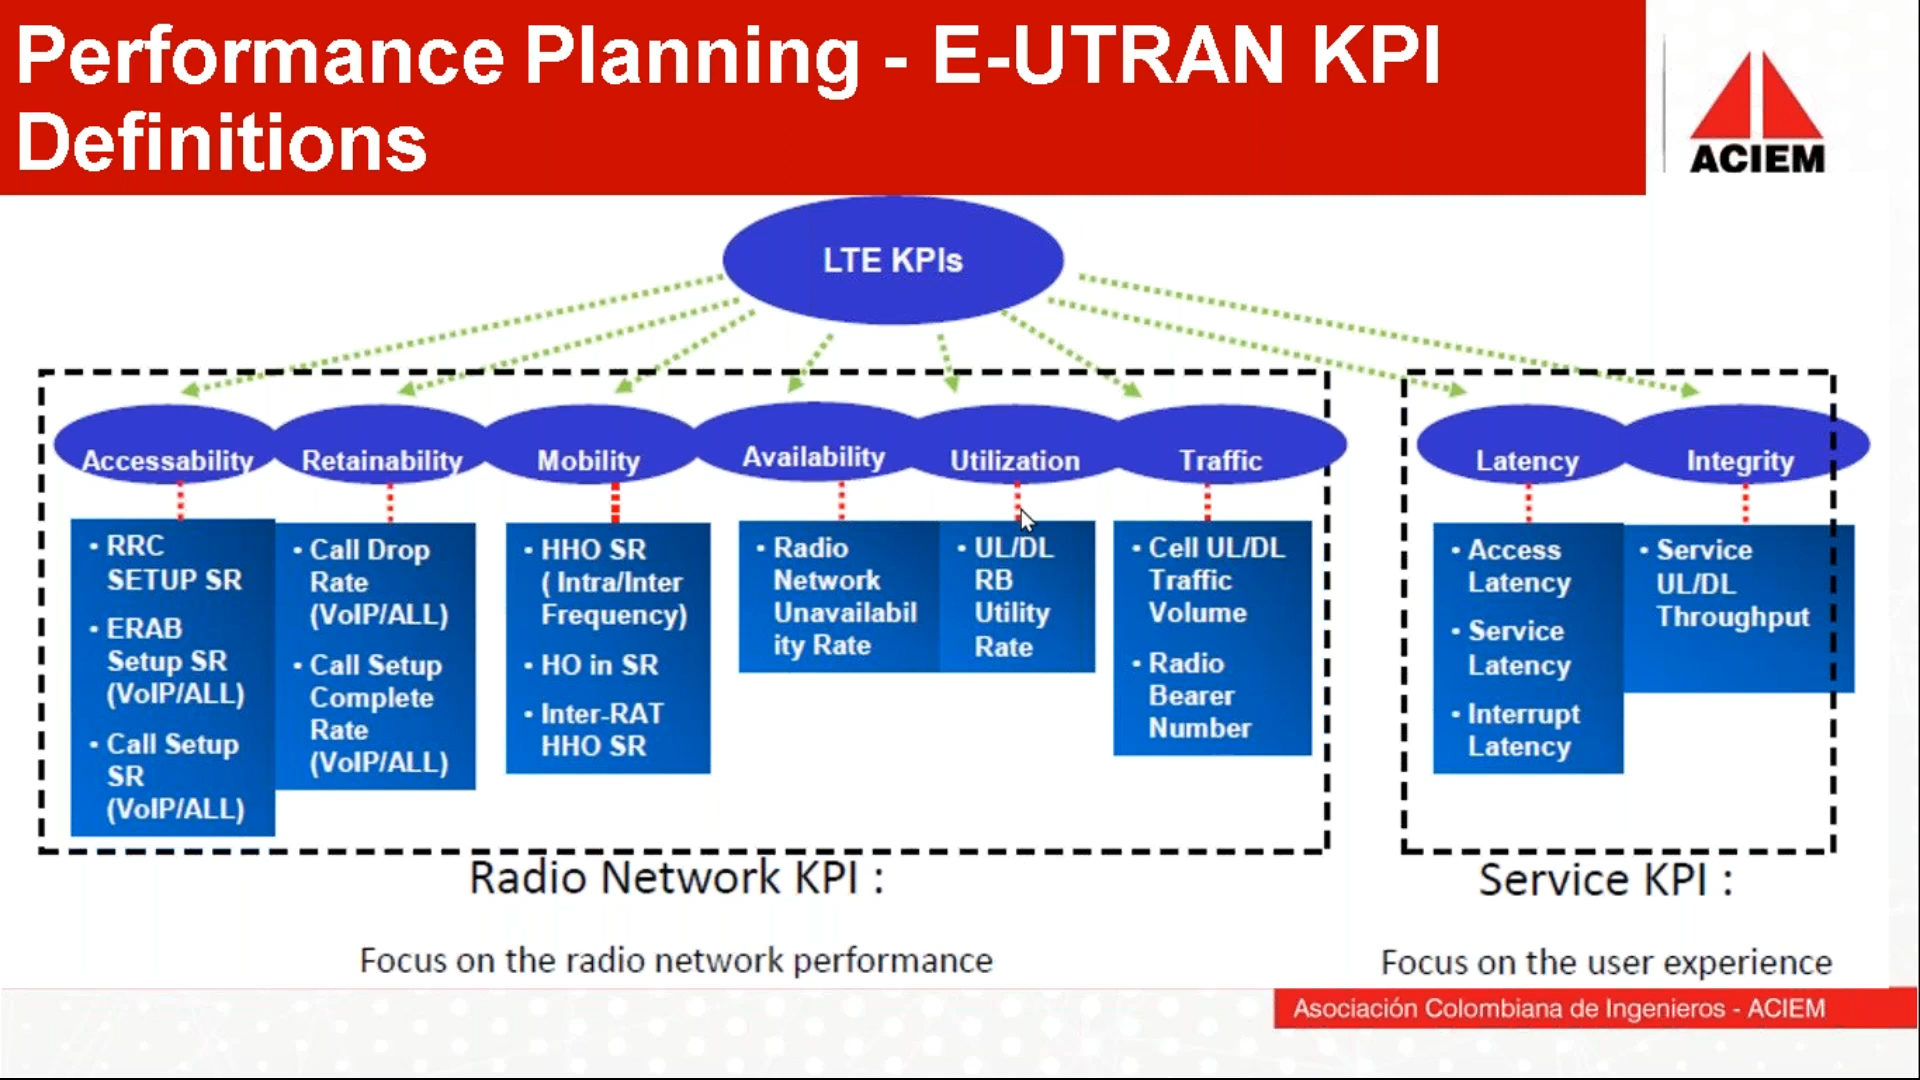 Performance Planning - E-UTRAN KPI
Definitions
ACIEM
LTE KPIs
Accessability
Retainability
Mobility
Availability
Utilization
Traffic
Latency
Integrity
• RRC
SETUP SR
• ERAB
Setup SR
(VoIP/ALL)
• Call Setup
SR
(VoIP/ALL)
• Call Drop
Rate
(VoIP/ALL)
• Call Setup
Complete
Rate
(VoIP/ALL)
• HHO SR
( Intra/Inter
Frequency)
• HO in SR
• Inter-RAT
HHO SR
• Radio
Network
Unavailabil
ity Rate
• UL/DL
RB
Utility
Rate
• Cell UL/DL
Traffic
Volume
• Radio
Bearer
Number
• Access
Latency
• Service
Latency
• Interrupt
Latency
• Service
UL/DL
Throughput
Radio Network KPI :
Focus on the radio network performance
Service KPI :
Focus on the user experience
Asociación Colombiana de Ingenieros - ACIEM